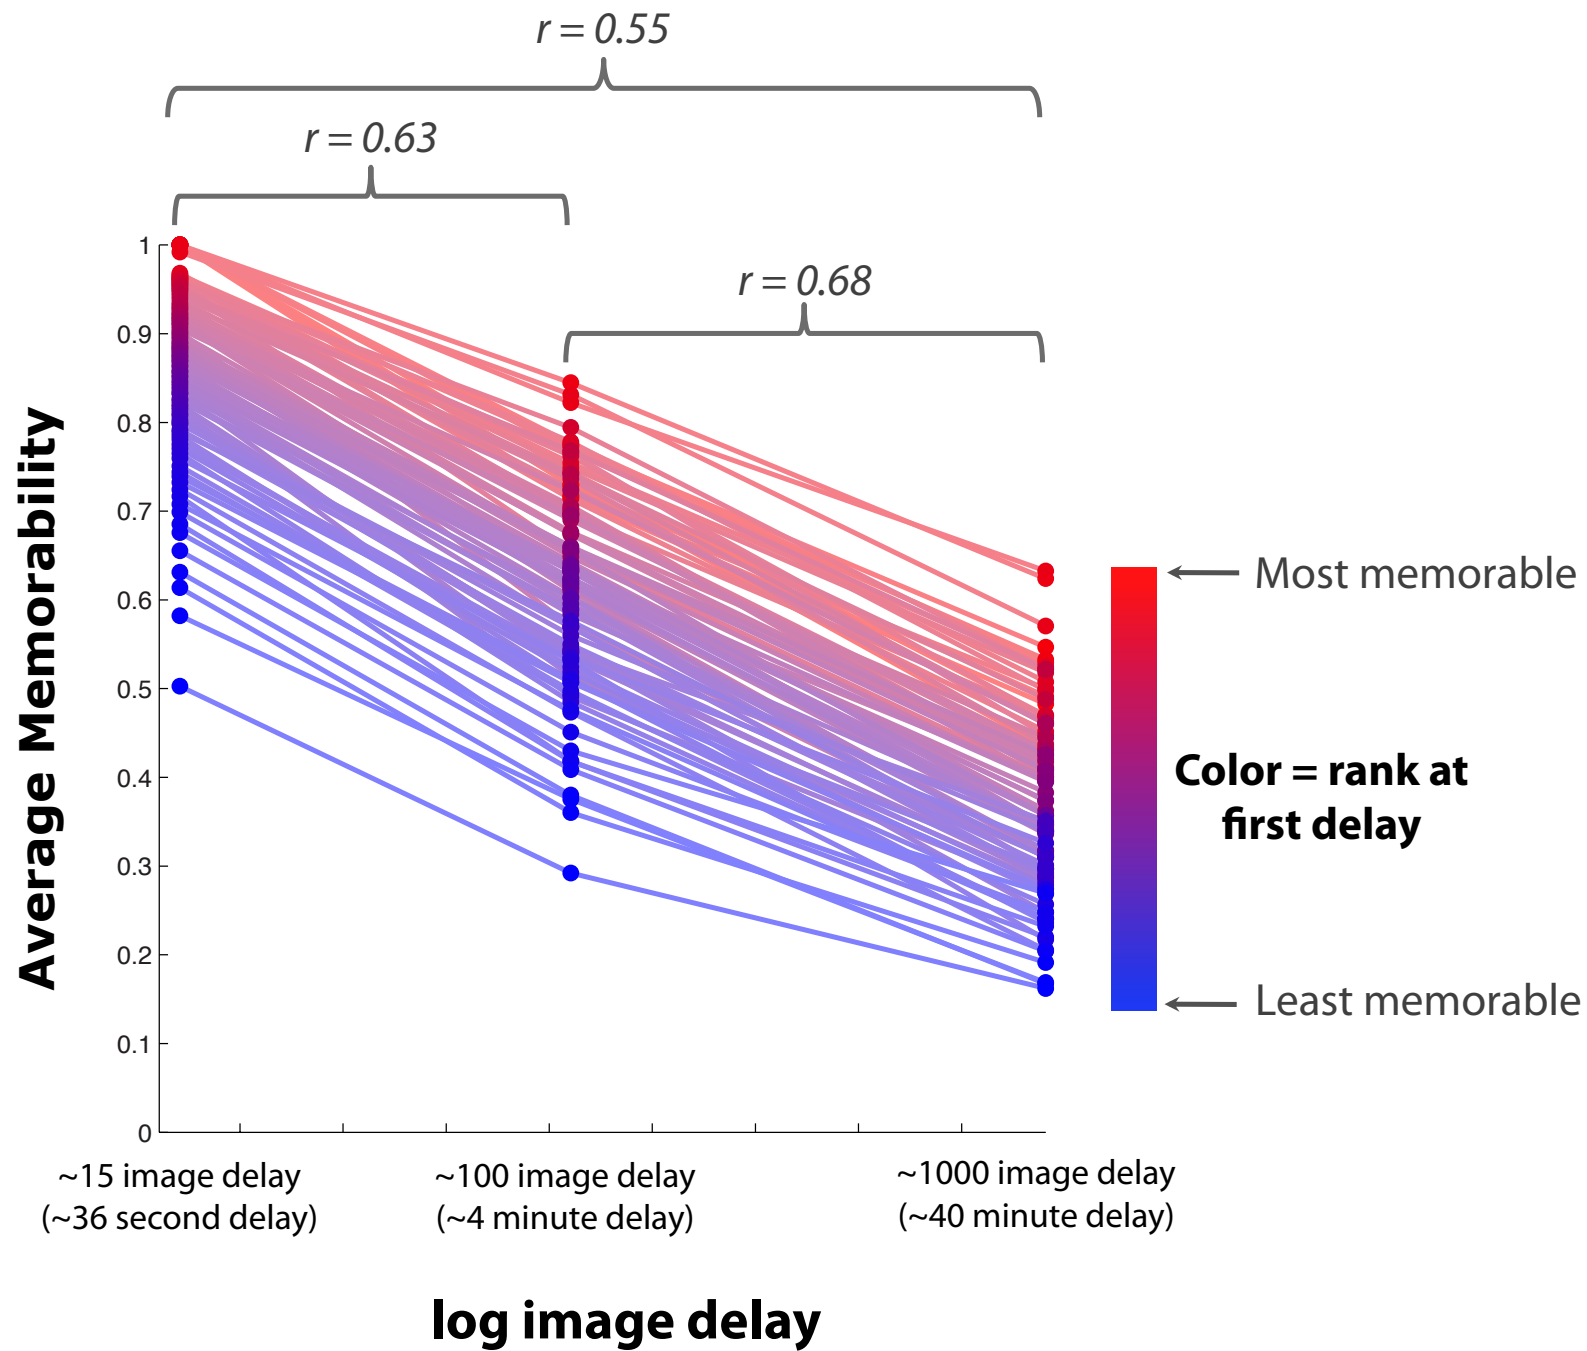 r = 0.55
r = 0.63
r = 0.68
1
0.9
0.8
0.7
0.6
0.5
0.4
0.3
0.2
0.1
0
Average Memorability
~15 image delay
(~36 second delay)
~100 image delay
(~4 minute delay)
~1000 image delay
(~40 minute delay)
log image delay
Most memorable
Color = rank at
first delay
Least memorable